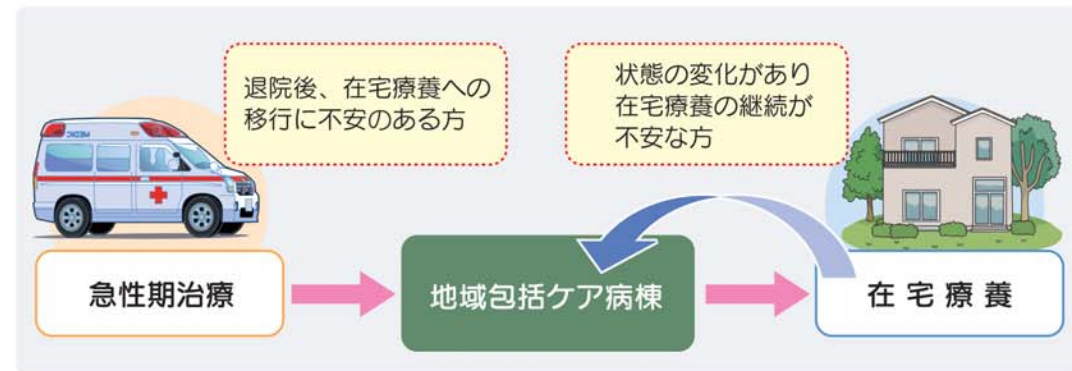 退院後、在宅療養への
移行に不安のある方
状態の変化があり
在宅療養の継続が
不安な方
急性期治療
地域包括ケア病棟
在宅療養